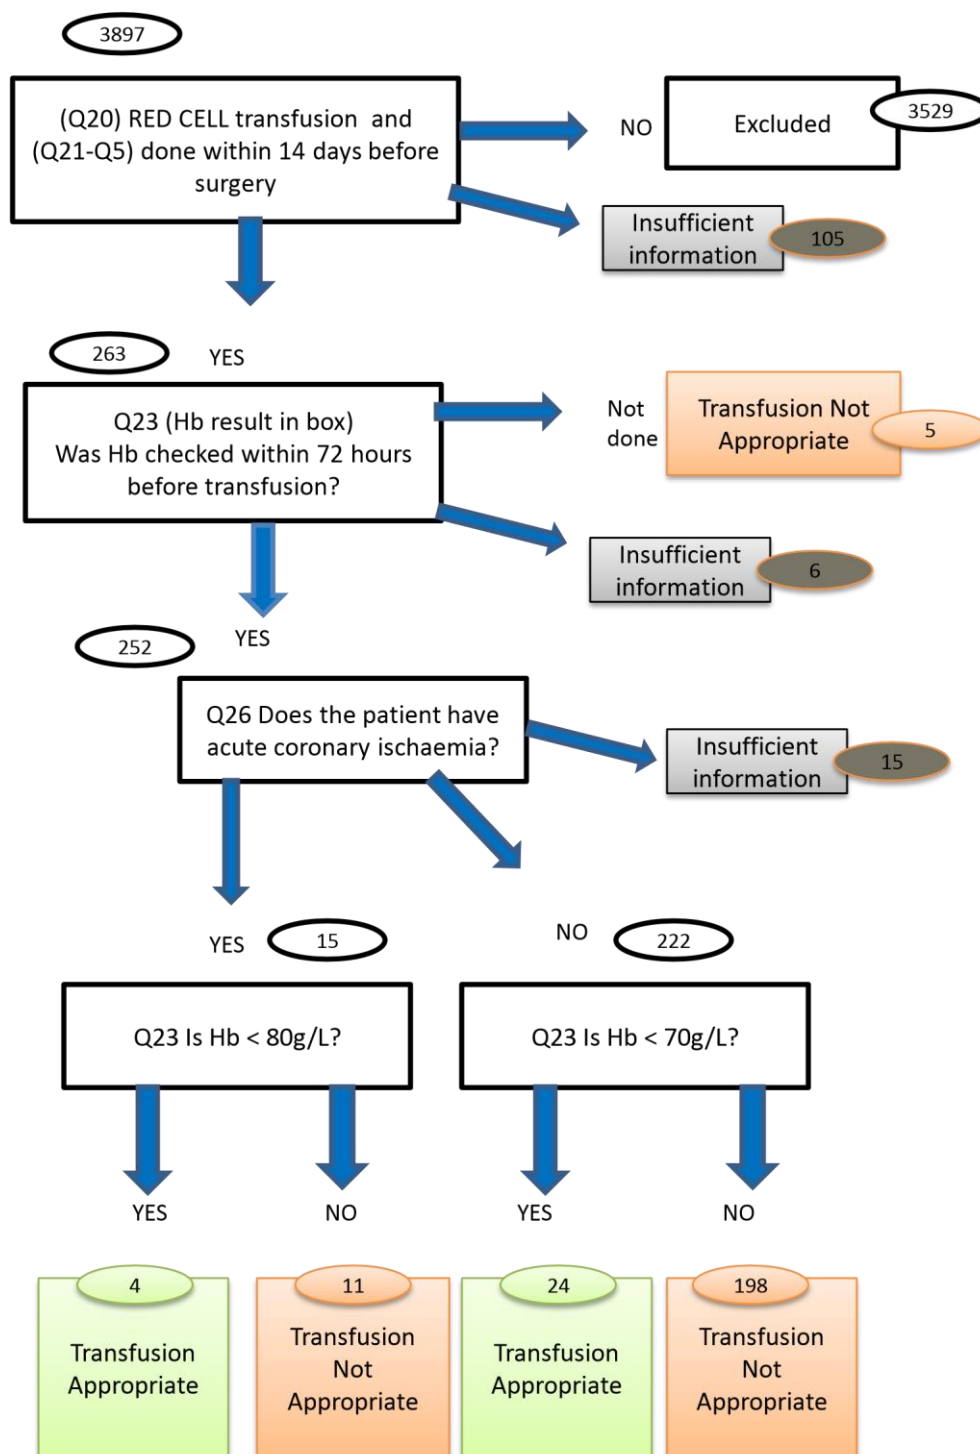 3897
(Q20) RED CELL transfusion and
(Q21-Q5) done within 14 days before
surgery
NO
Excluded
3529
Insufficient
information
105
263
YES
Q23 (Hb result in box)
Was Hb checked within 72 hours
before transfusion?
Not
done
Transfusion Not
Appropriate
5
Insufficient
information
6
252
YES
Q26 Does the patient have
acute coronary ischaemia?
Insufficient
information
15
YES
15
NO
222
Q23 Is Hb < 80g/L?
Q23 Is Hb < 70g/L?
YES
NO
YES
NO
4
Transfusion
Appropriate
11
Transfusion
Not
Appropriate
24
Transfusion
Appropriate
198
Transfusion
Not
Appropriate